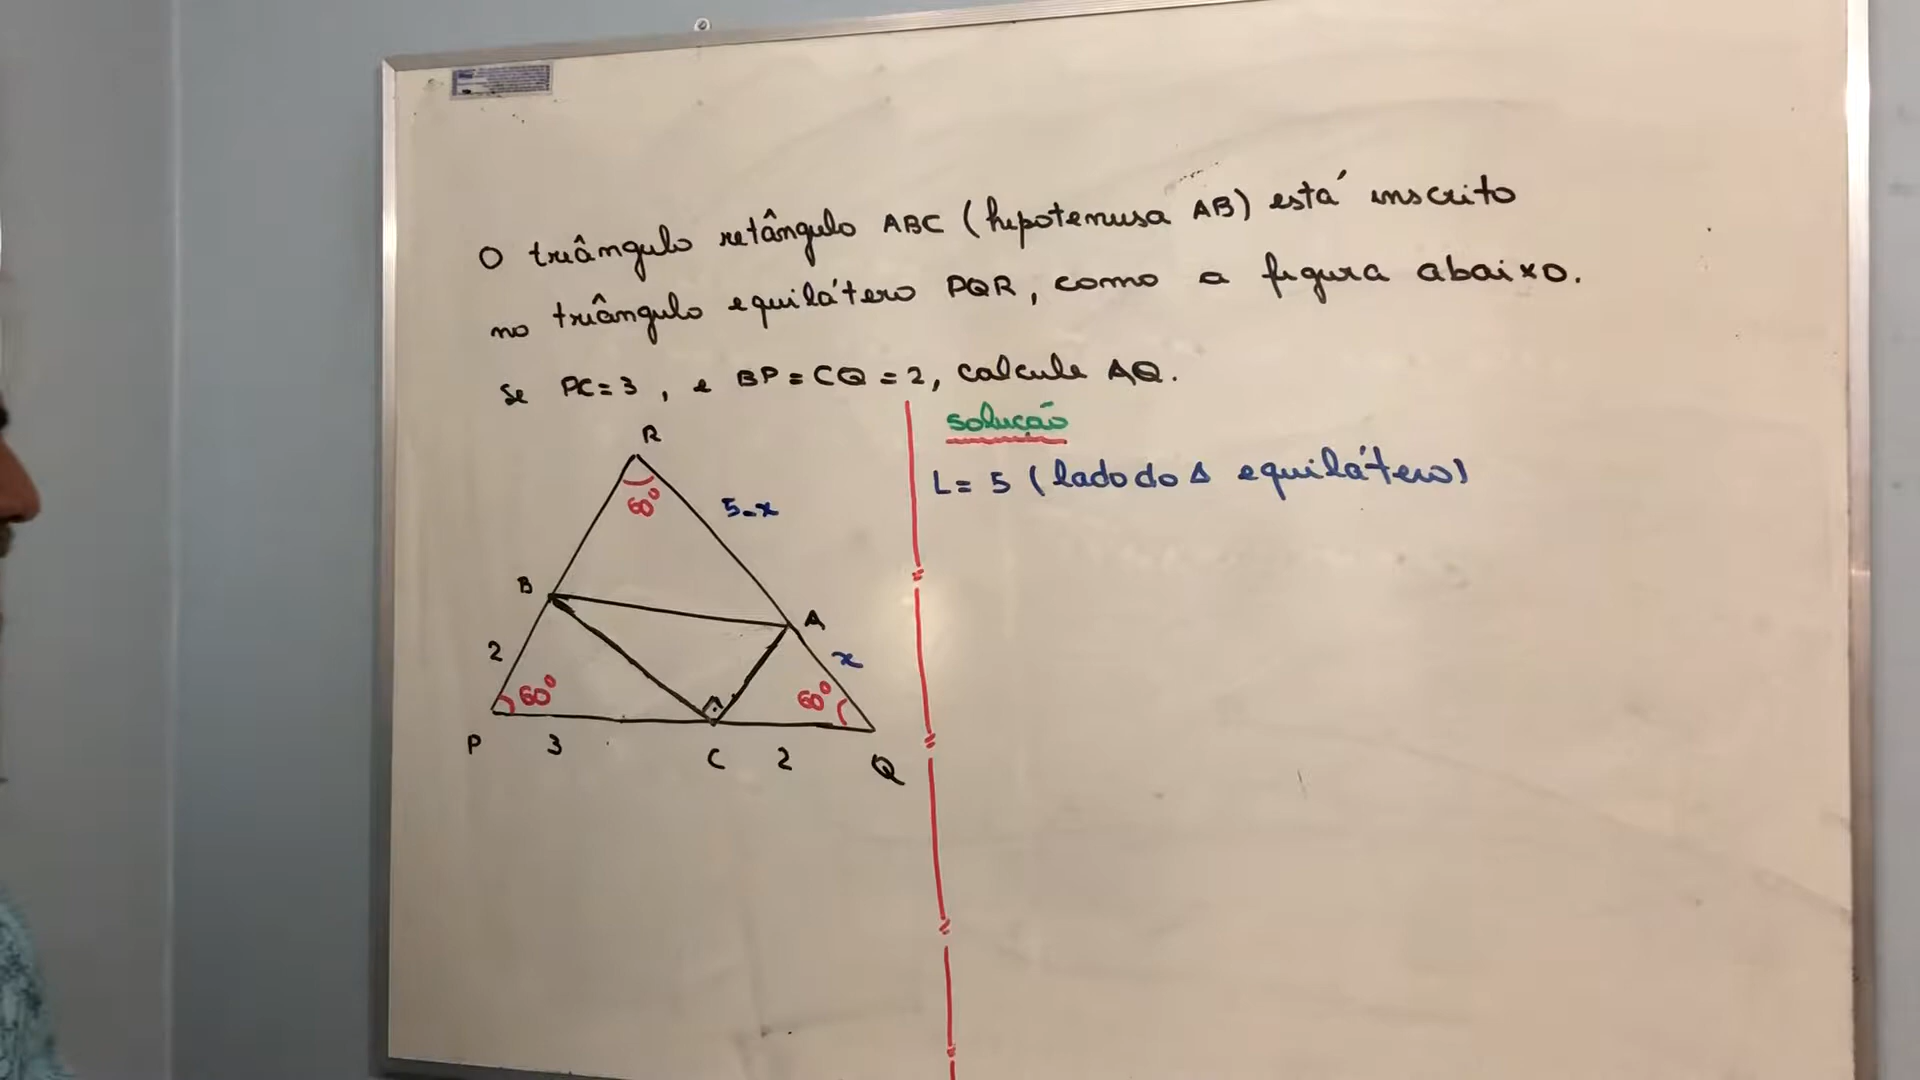 O triângulo retângulo ABC (hipotenusa AB) está inscrito
no triângulo equilátero PQR, como a figura abaixo.
Se PC=3, e BP=CQ=2, calcule AQ.
solução
L= 5 (lado do Δ equilátero)
R
60°
5-x
B
A
2
x
60°
60°
P
3
C
2
Q